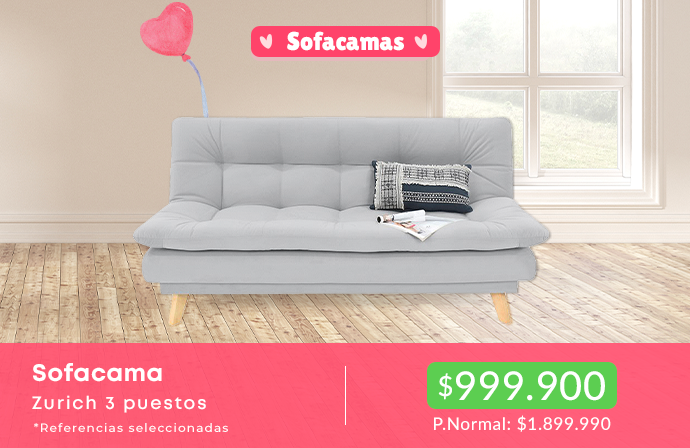 Sofacamas
Sofacama
Zurich 3 puestos
*Referencias seleccionadas
$999.900
P.Normal: $1.899.990